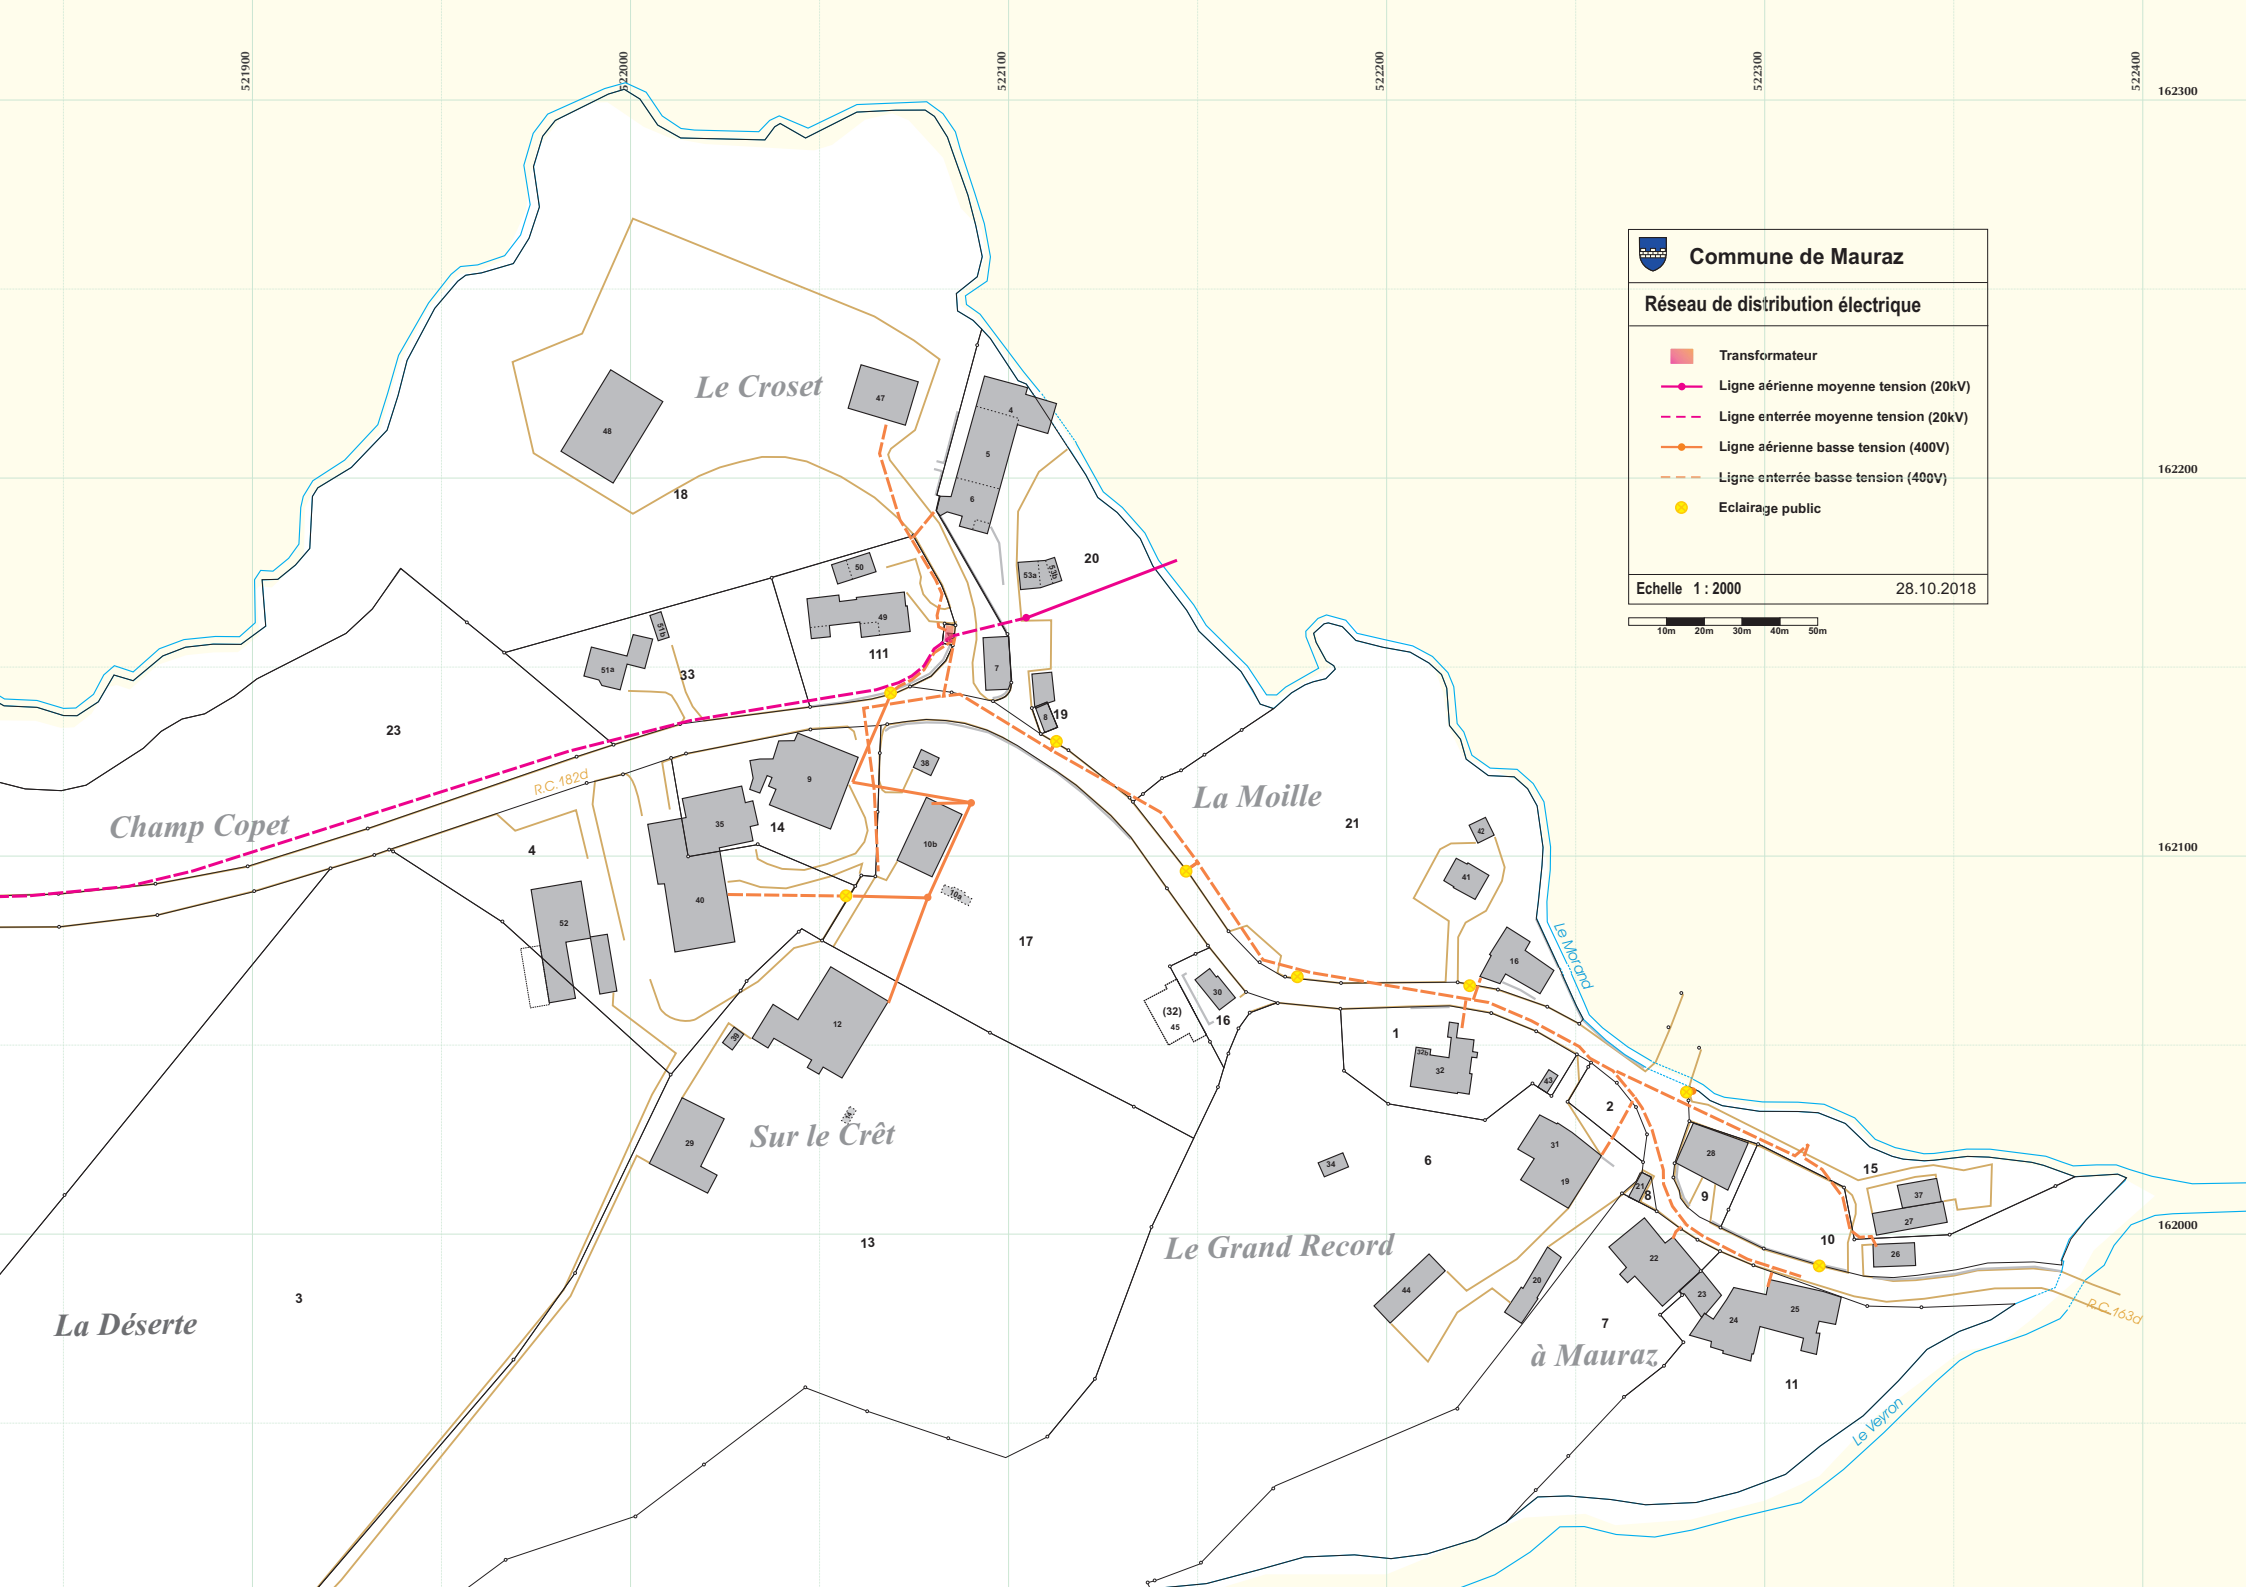 521900
522000
522100
522200
522300
522400
162300
162200
162100
162000
Commune de Mauraz
Réseau de distribution électrique
Transformateur
Ligne aérienne moyenne tension (20kV)
Ligne enterrée moyenne tension (20kV)
Ligne aérienne basse tension (400V)
Ligne enterrée basse tension (400V)
Eclairage public
Echelle 1 : 2000
28.10.2018
10m 20m 30m 40m 50m
Le Croset
48
47
4
5
6
18
20
50
49
53a
53b
51b
51a
33
111
7
8
19
23
R.C.182d
Champ Copet
9
38
35
14
10b
10a
4
40
52
17
La Moille
21
42
41
16
Le Morand
30
(32)
45
16
1
32b
32
43
2
12
39
14
Sur le Crêt
29
13
3
La Déserte
34
6
31
19
21
8
28
9
15
37
27
26
10
Le Grand Record
44
20
22
23
24
25
7
à Mauraz
11
R.C.163d
Le Veyron